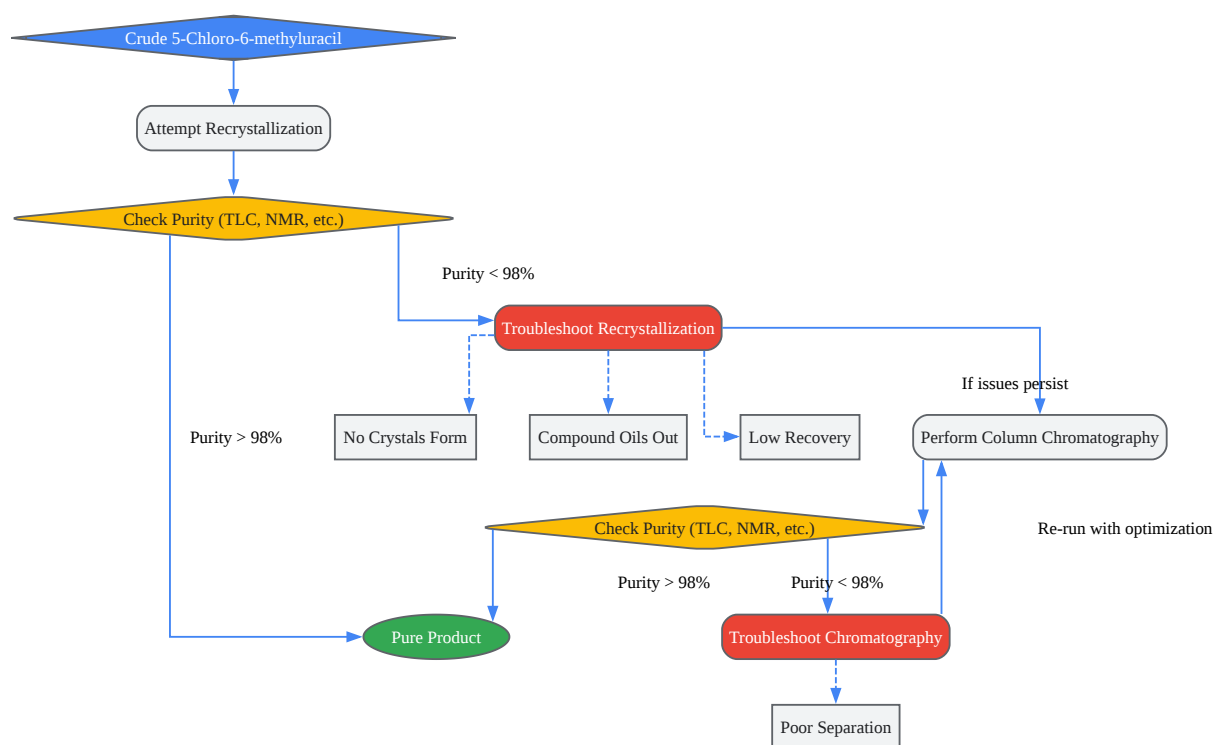 Crude 5-Chloro-6-methyluracil
Attempt Recrystallization
Check Purity (TLC, NMR, etc.)
Purity < 98%
Troubleshoot Recrystallization
If issues persist
Purity > 98%
No Crystals Form
Compound Oils Out
Low Recovery
Perform Column Chromatography
Check Purity (TLC, NMR, etc.)
Re-run with optimization
Purity > 98%
Purity < 98%
Pure Product
Troubleshoot Chromatography
Poor Separation